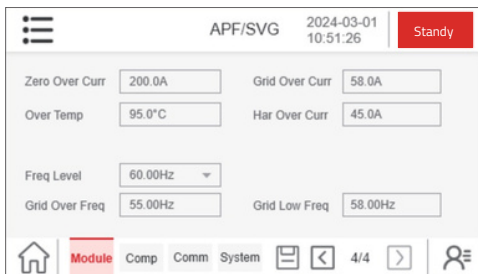 APF/SVG 2024-03-01
10:51:26 Standy
Zero Over Curr 200.0A Grid Over Curr 58.0A
Over Temp 95.0°C Har Over Curr 45.0A
Freq Level 60.00Hz
Grid Over Freq 55.00Hz Grid Low Freq 58.00Hz
Module Comp Comm System 4/4